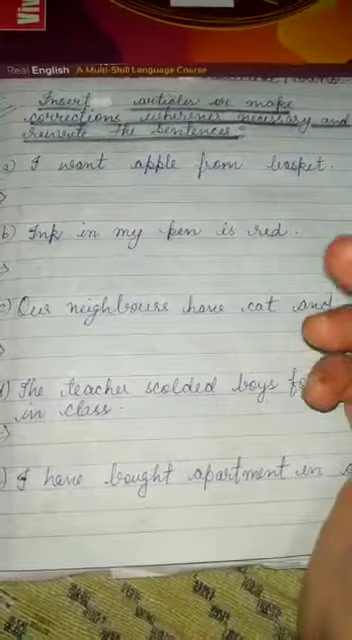 Viv
Real English A Multi-Skill Language Course
Insert articles or make
corrections wherever necessary and
rewrite the sentences:
a) I want apple from basket.
b) Ink in my pen is red.
c) Our neighbours have cat and
The teacher scolded boys
in class.
I have bought apartment in